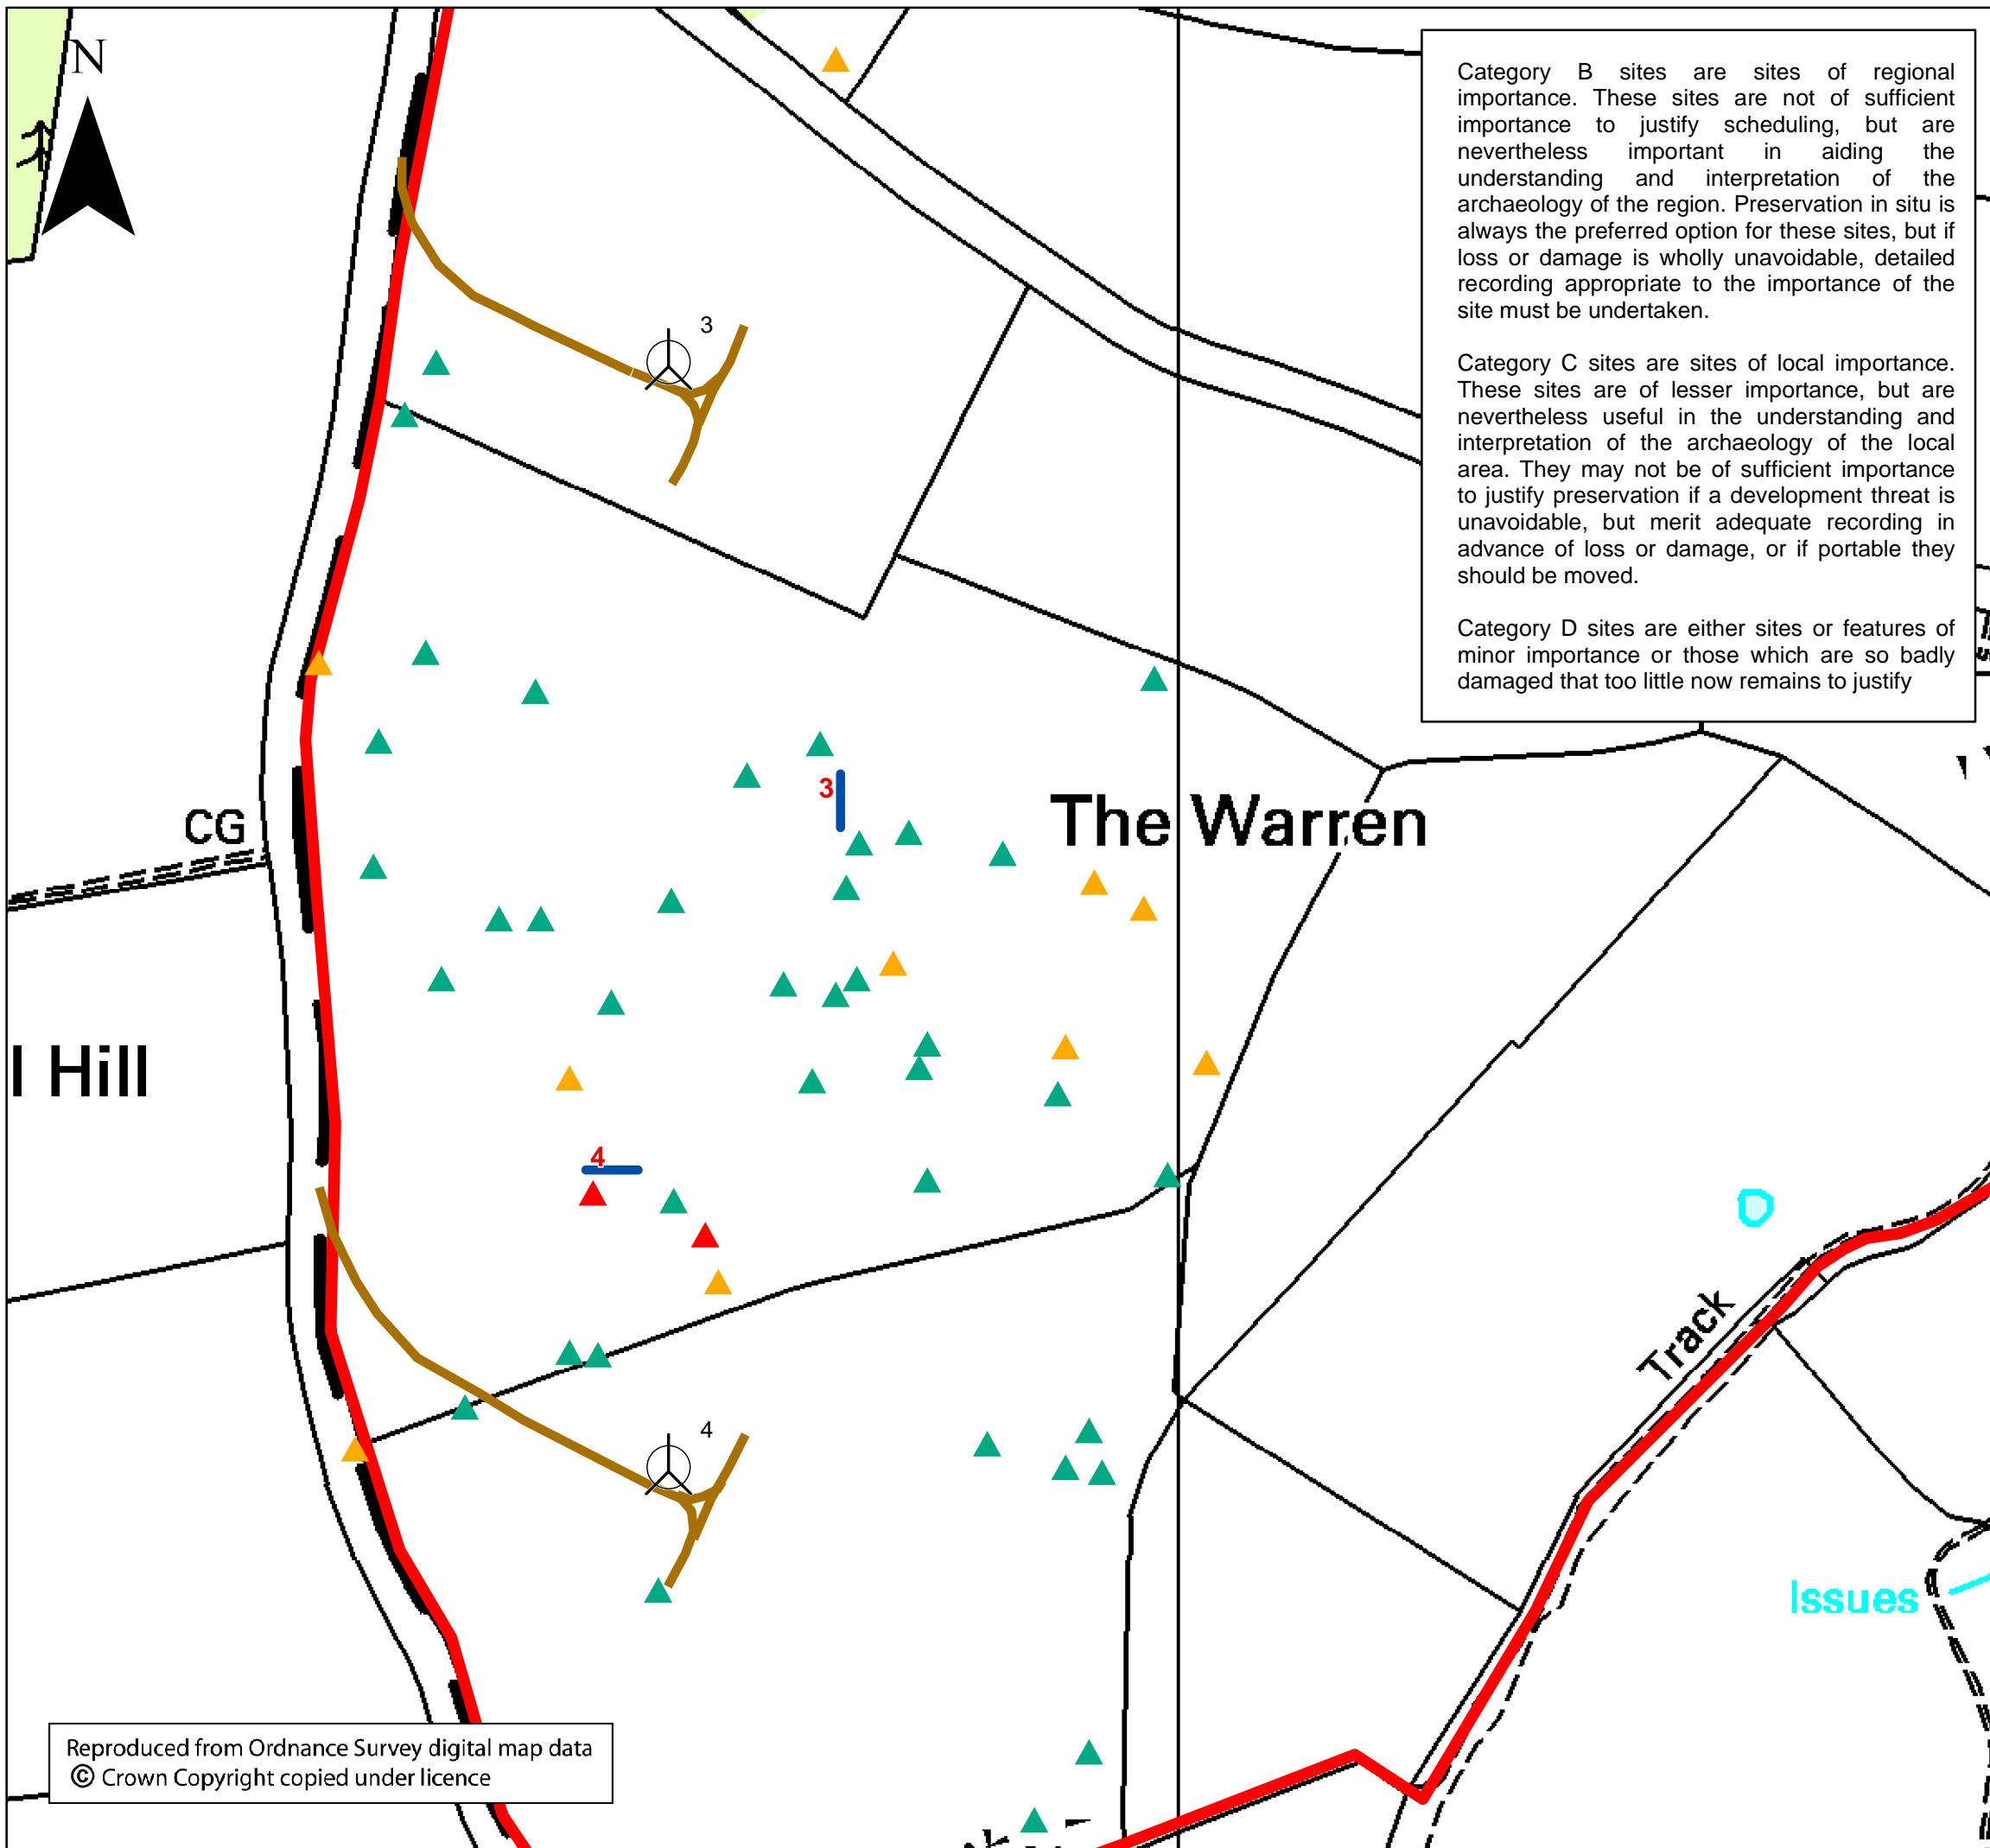 N
Category B sites are sites of regional
importance. These sites are not of sufficient
importance to justify scheduling, but are
nevertheless important in aiding the
understanding and interpretation of the
archaeology of the region. Preservation in situ is
always the preferred option for these sites, but if
loss or damage is wholly unavoidable, detailed
recording appropriate to the importance of the
site must be undertaken.
Category C sites are sites of local importance.
These sites are of lesser importance, but are
nevertheless useful in the understanding and
interpretation of the archaeology of the local
area. They may not be of sufficient importance
to justify preservation if a development threat is
unavoidable, but merit adequate recording in
advance of loss or damage, or if portable they
should be moved.
Category D sites are either sites or features of
minor importance or those which are so badly
damaged that too little now remains to justify
3
3
The Warren
CG
l Hill
4
Track
4
Issues
Reproduced from Ordnance Survey digital map data
© Crown Copyright copied under licence